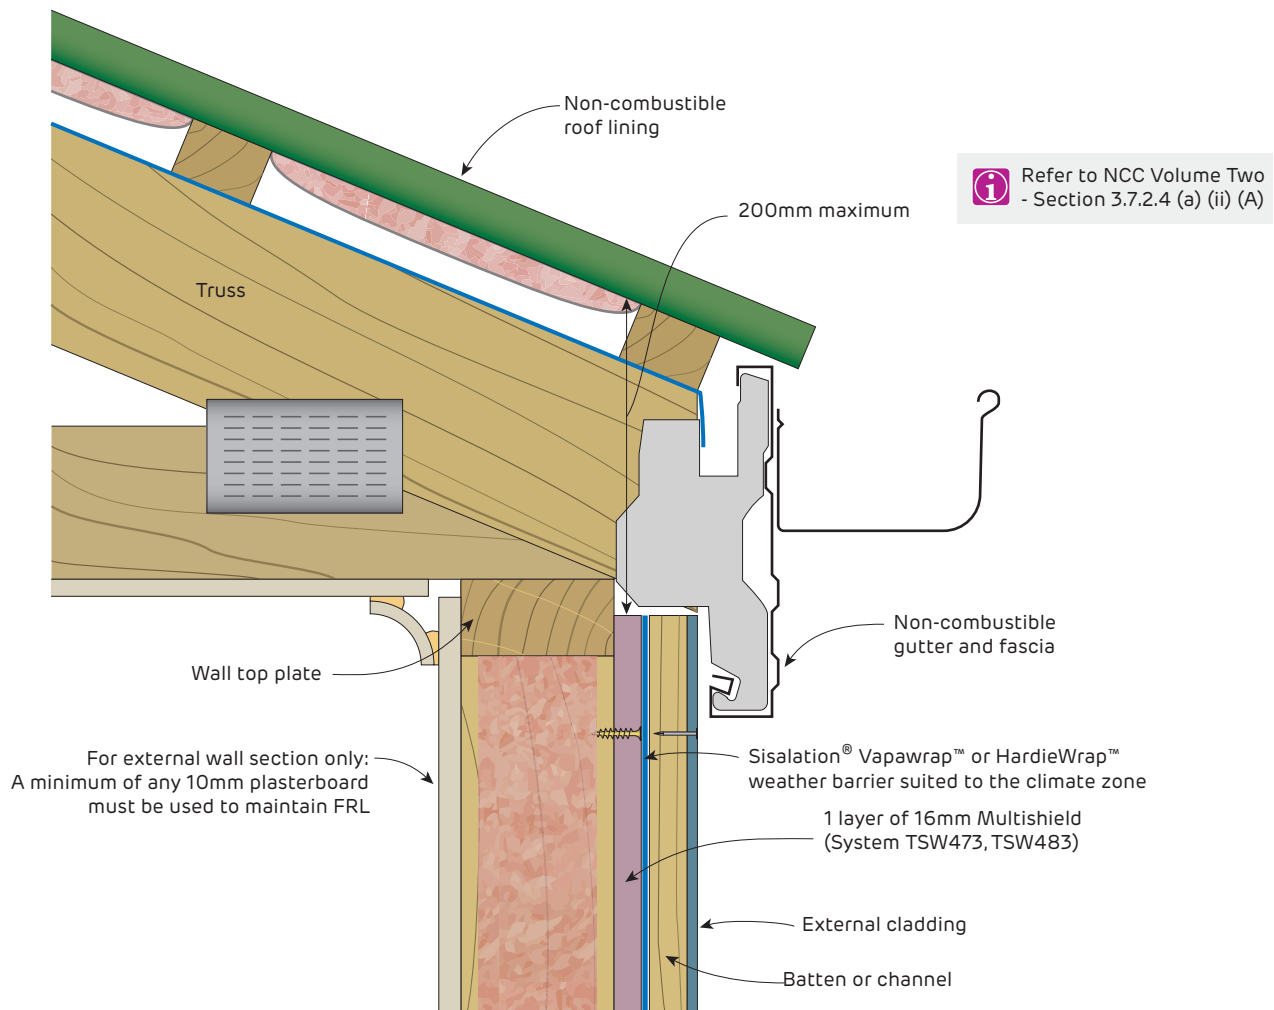 Non-combustible
roof lining
Refer to NCC Volume Two
- Section 3.7.2.4 (a) (ii) (A)
200mm maximum
Truss
Non-combustible
gutter and fascia
Wall top plate
For external wall section only:
A minimum of any 10mm plasterboard
must be used to maintain FRL
Sisalation® Vapawrap™ or HardieWrap™
weather barrier suited to the climate zone
1 layer of 16mm Multishield
(System TSW473, TSW483)
External cladding
Batten or channel